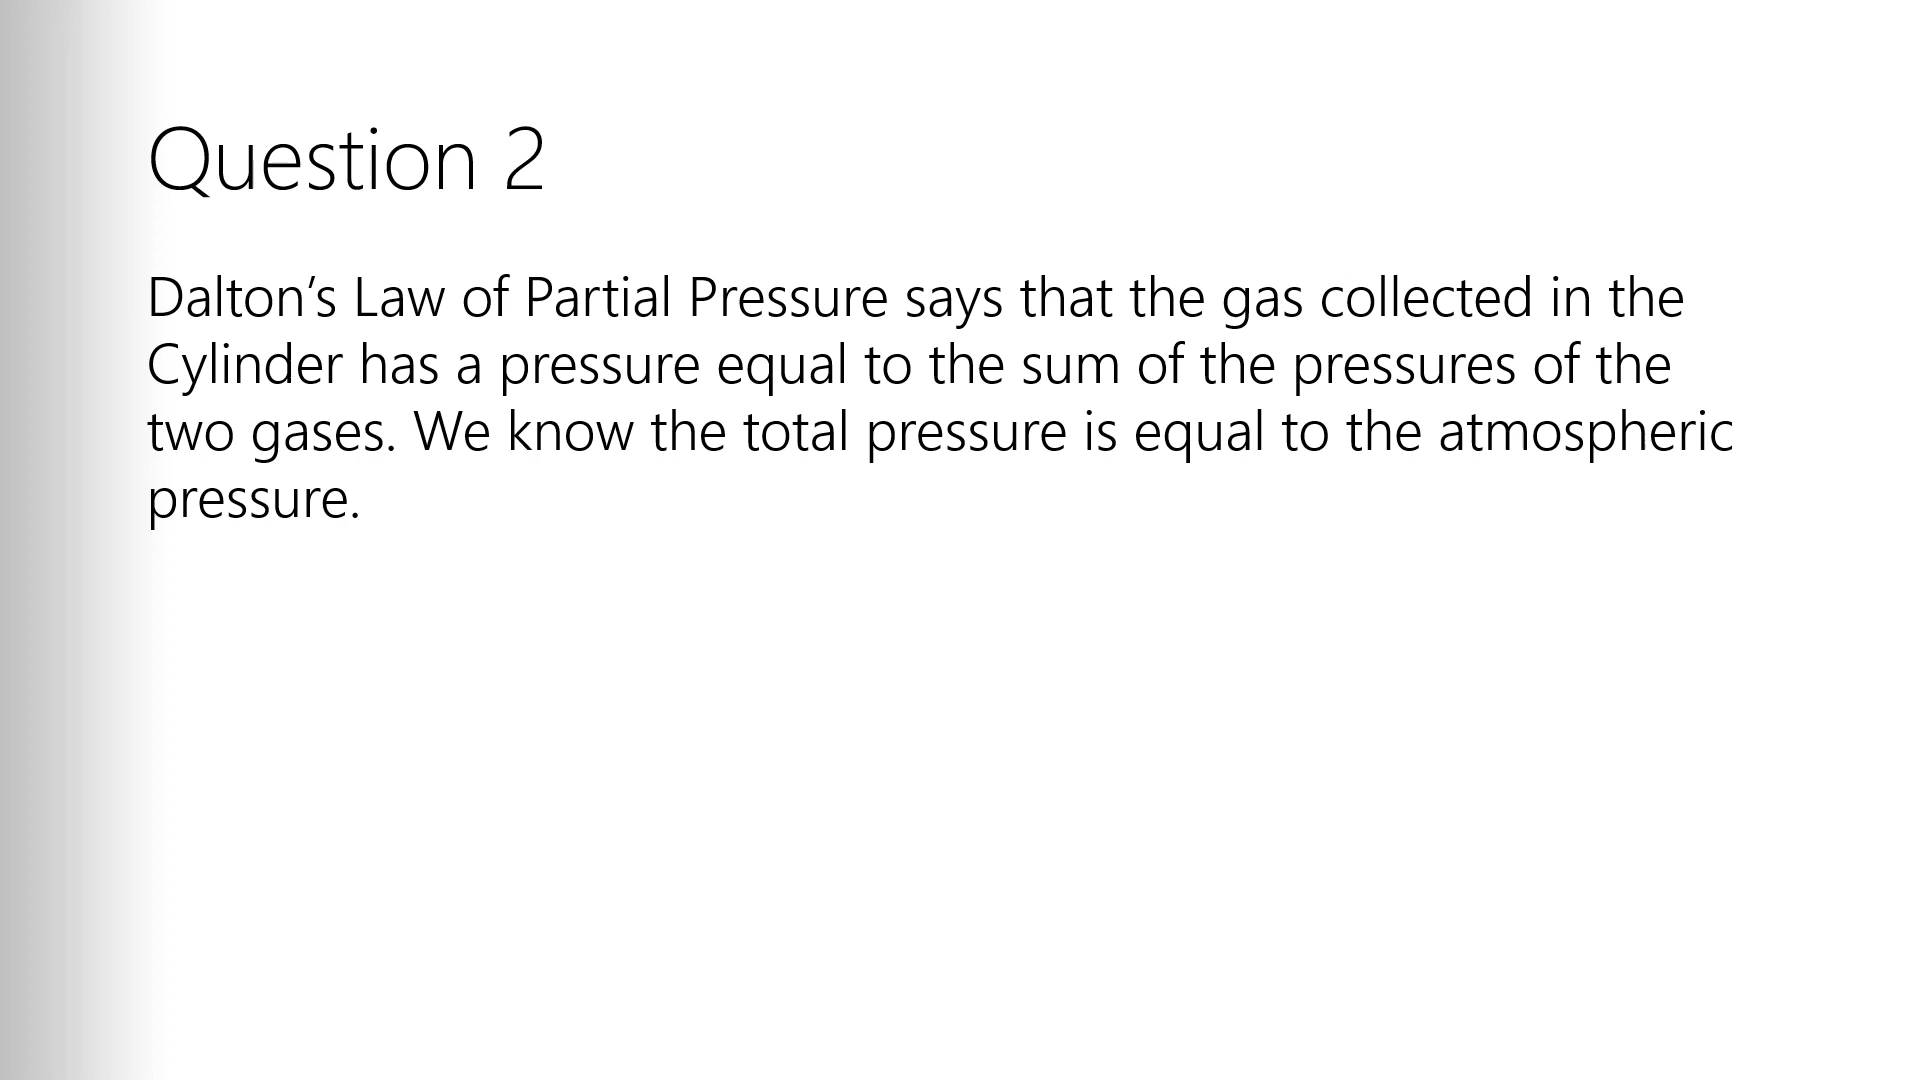 Question 2
Dalton’s Law of Partial Pressure says that the gas collected in the
Cylinder has a pressure equal to the sum of the pressures of the
two gases. We know the total pressure is equal to the atmospheric
pressure.